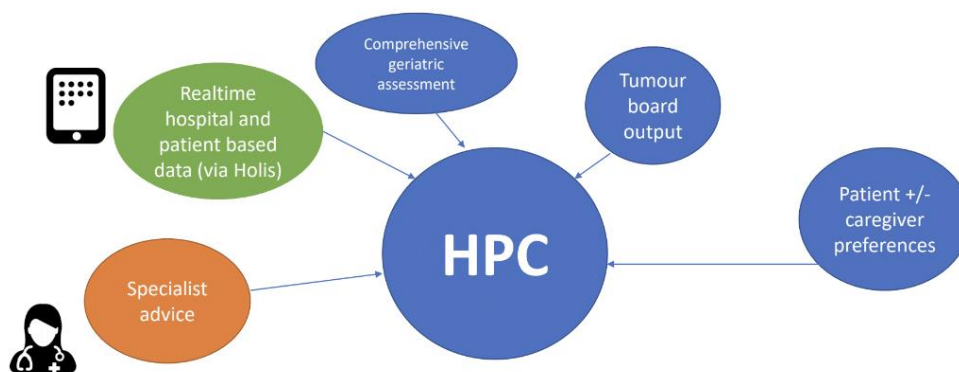 Comprehensive
geriatric
assessment
Realtime
hospital and
patient based
data (via Holis)
Tumour
board
output
Patient +/-
caregiver
preferences
HPC
Specialist
advice